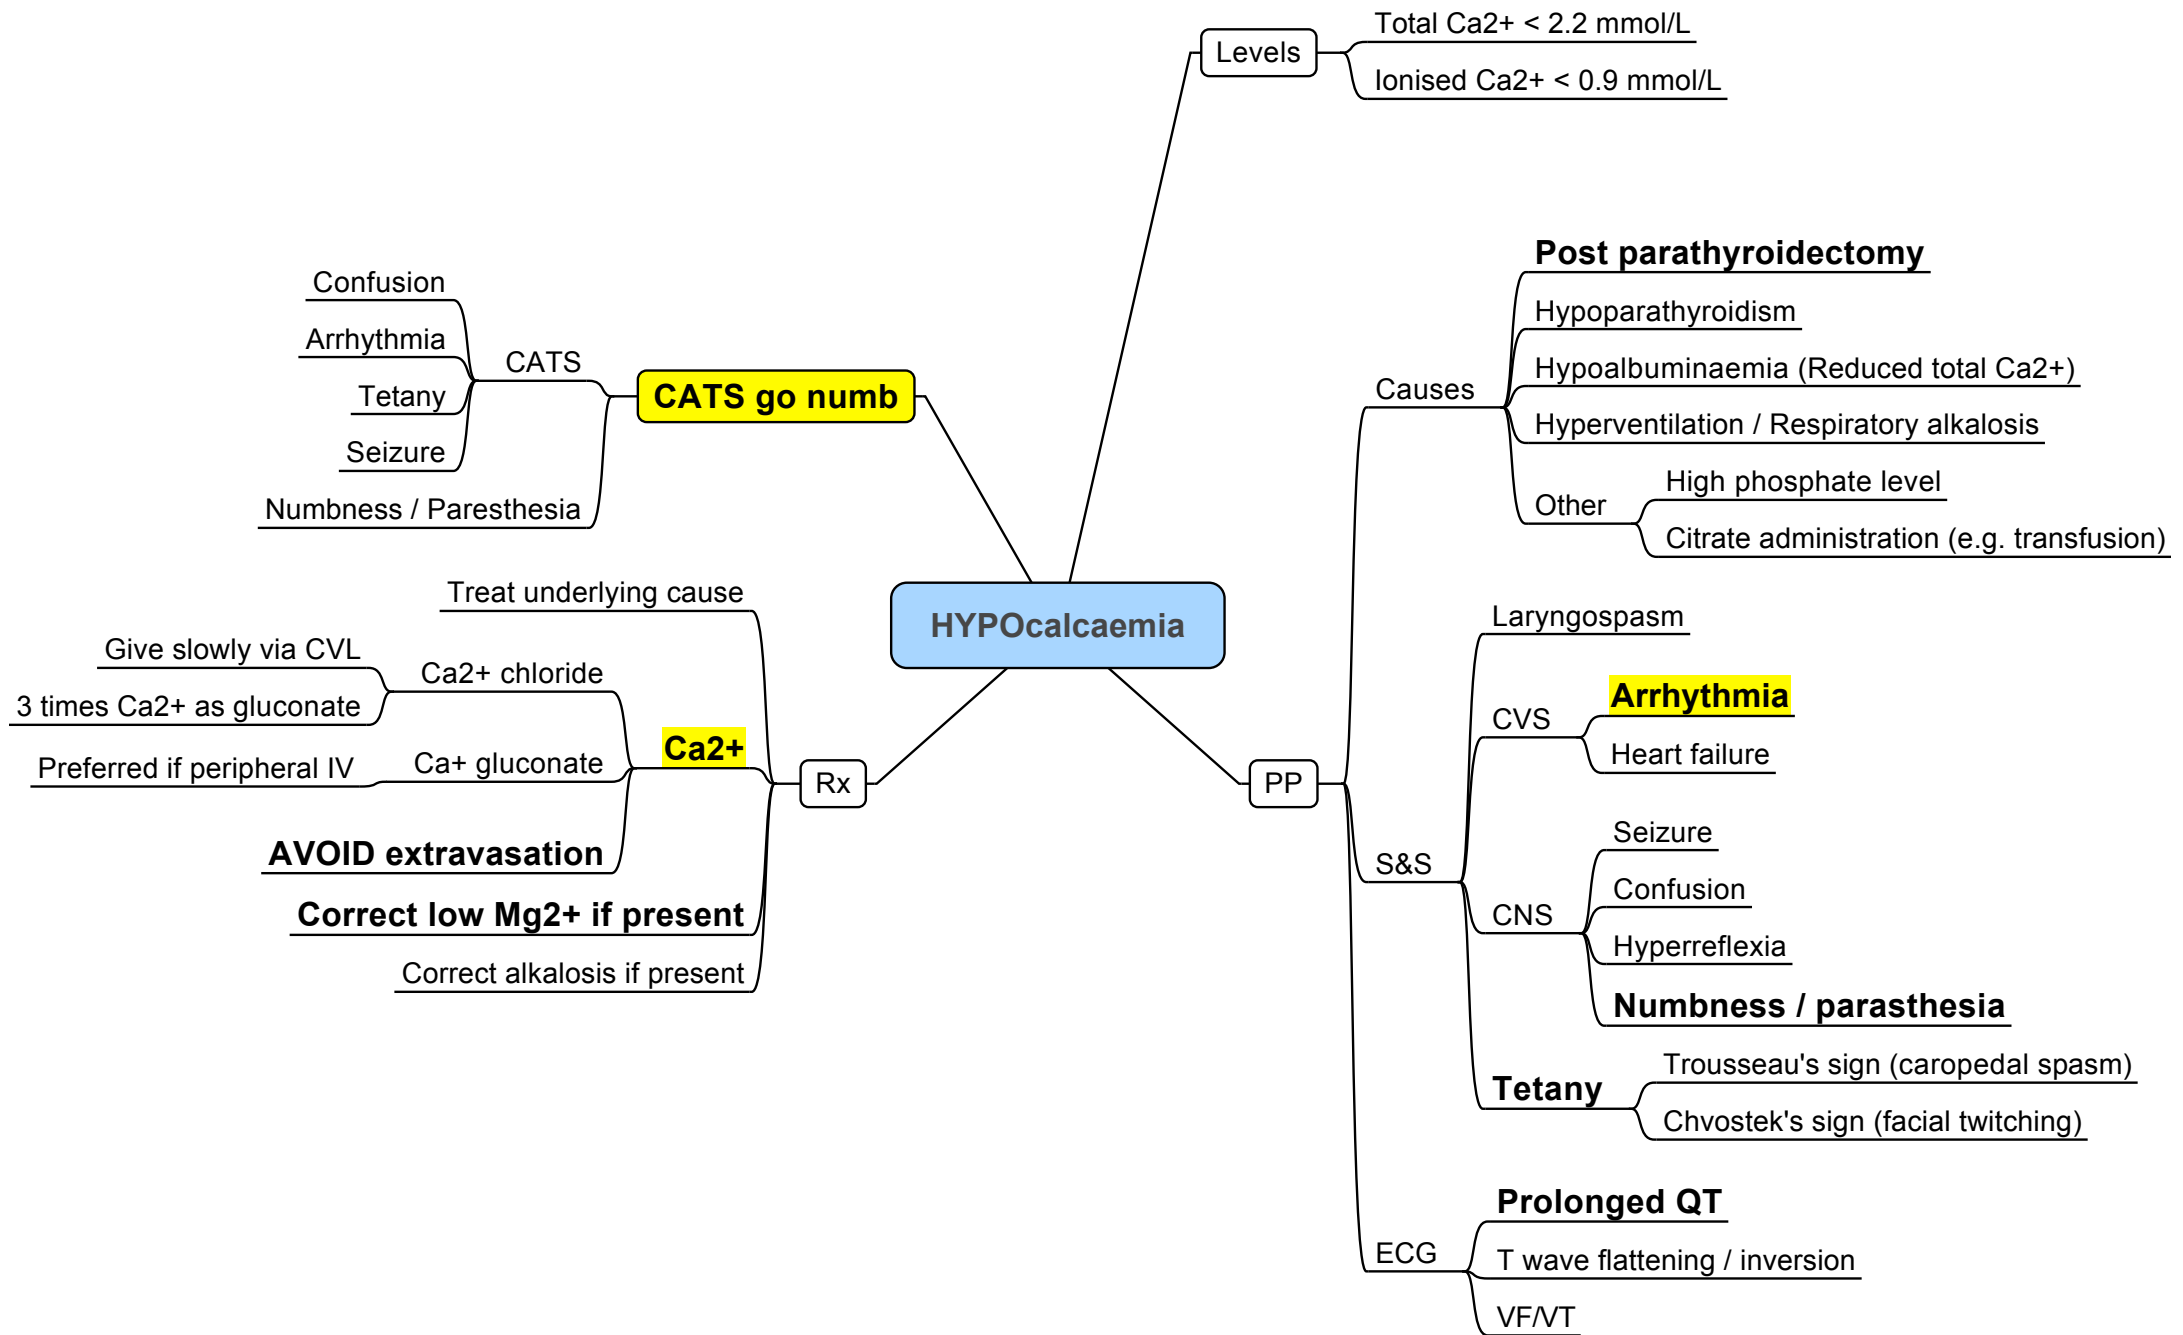 HYPOcalcaemia
Levels
Total Ca2+ < 2.2 mmol/L
Ionised Ca2+ < 0.9 mmol/L
PP
Causes
Post parathyroidectomy
Hypoparathyroidism
Hypoalbuminaemia (Reduced total Ca2+)
Hyperventilation / Respiratory alkalosis
Other
High phosphate level
Citrate administration (e.g. transfusion)
S&S
Laryngospasm
CVS
Arrhythmia
Heart failure
CNS
Seizure
Confusion
Hyperreflexia
Numbness / parasthesia
Tetany
Trousseau's sign (caropedal spasm)
Chvostek's sign (facial twitching)
ECG
Prolonged QT
T wave flattening / inversion
VF/VT
CATS go numb
CATS
Confusion
Arrhythmia
Tetany
Seizure
Numbness / Paresthesia
Rx
Treat underlying cause
Ca2+
Ca2+ chloride
Give slowly via CVL
3 times Ca2+ as gluconate
Ca+ gluconate
Preferred if peripheral IV
AVOID extravasation
Correct low Mg2+ if present
Correct alkalosis if present